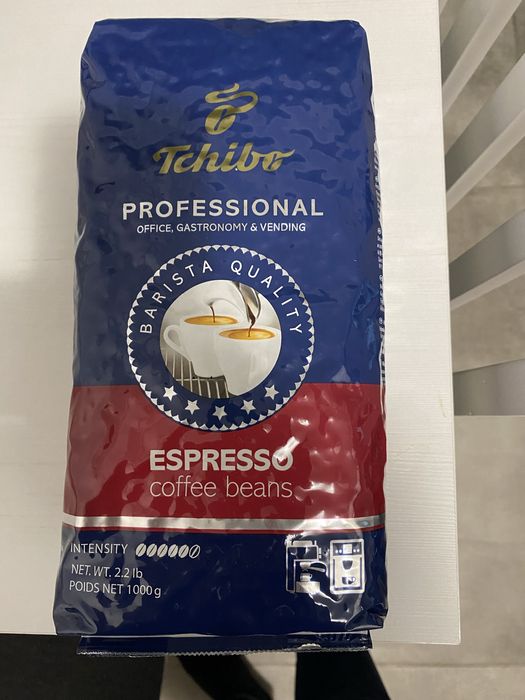 Tchibo
PROFESSIONAL
OFFICE, GASTRONOMY & VENDING
BARISTA QUALITY
ESPRESSO
coffee beans
INTENSITY
NET. WT. 2.2 lb
POIDS NET 1000g